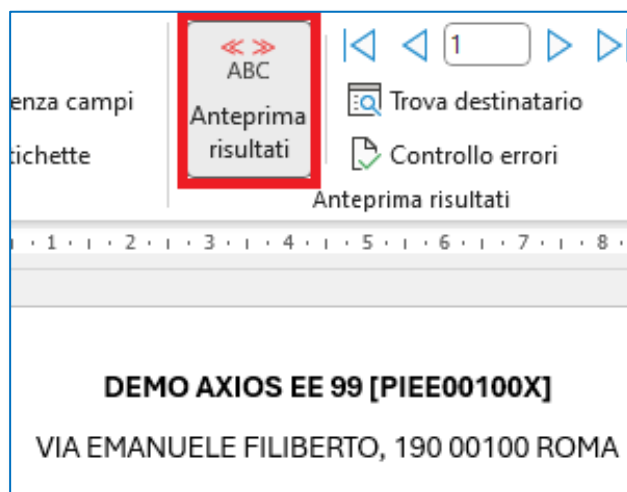 ABC
Anteprima
risultati
1
enza campi
Trova destinatario
tichette
Controllo errori
Anteprima risultati
1 2 3 4 5 6 7 8
DEMO AXIOS EE 99 [PIEE00100X]
VIA EMANUELE FILIBERTO, 190 00100 ROMA